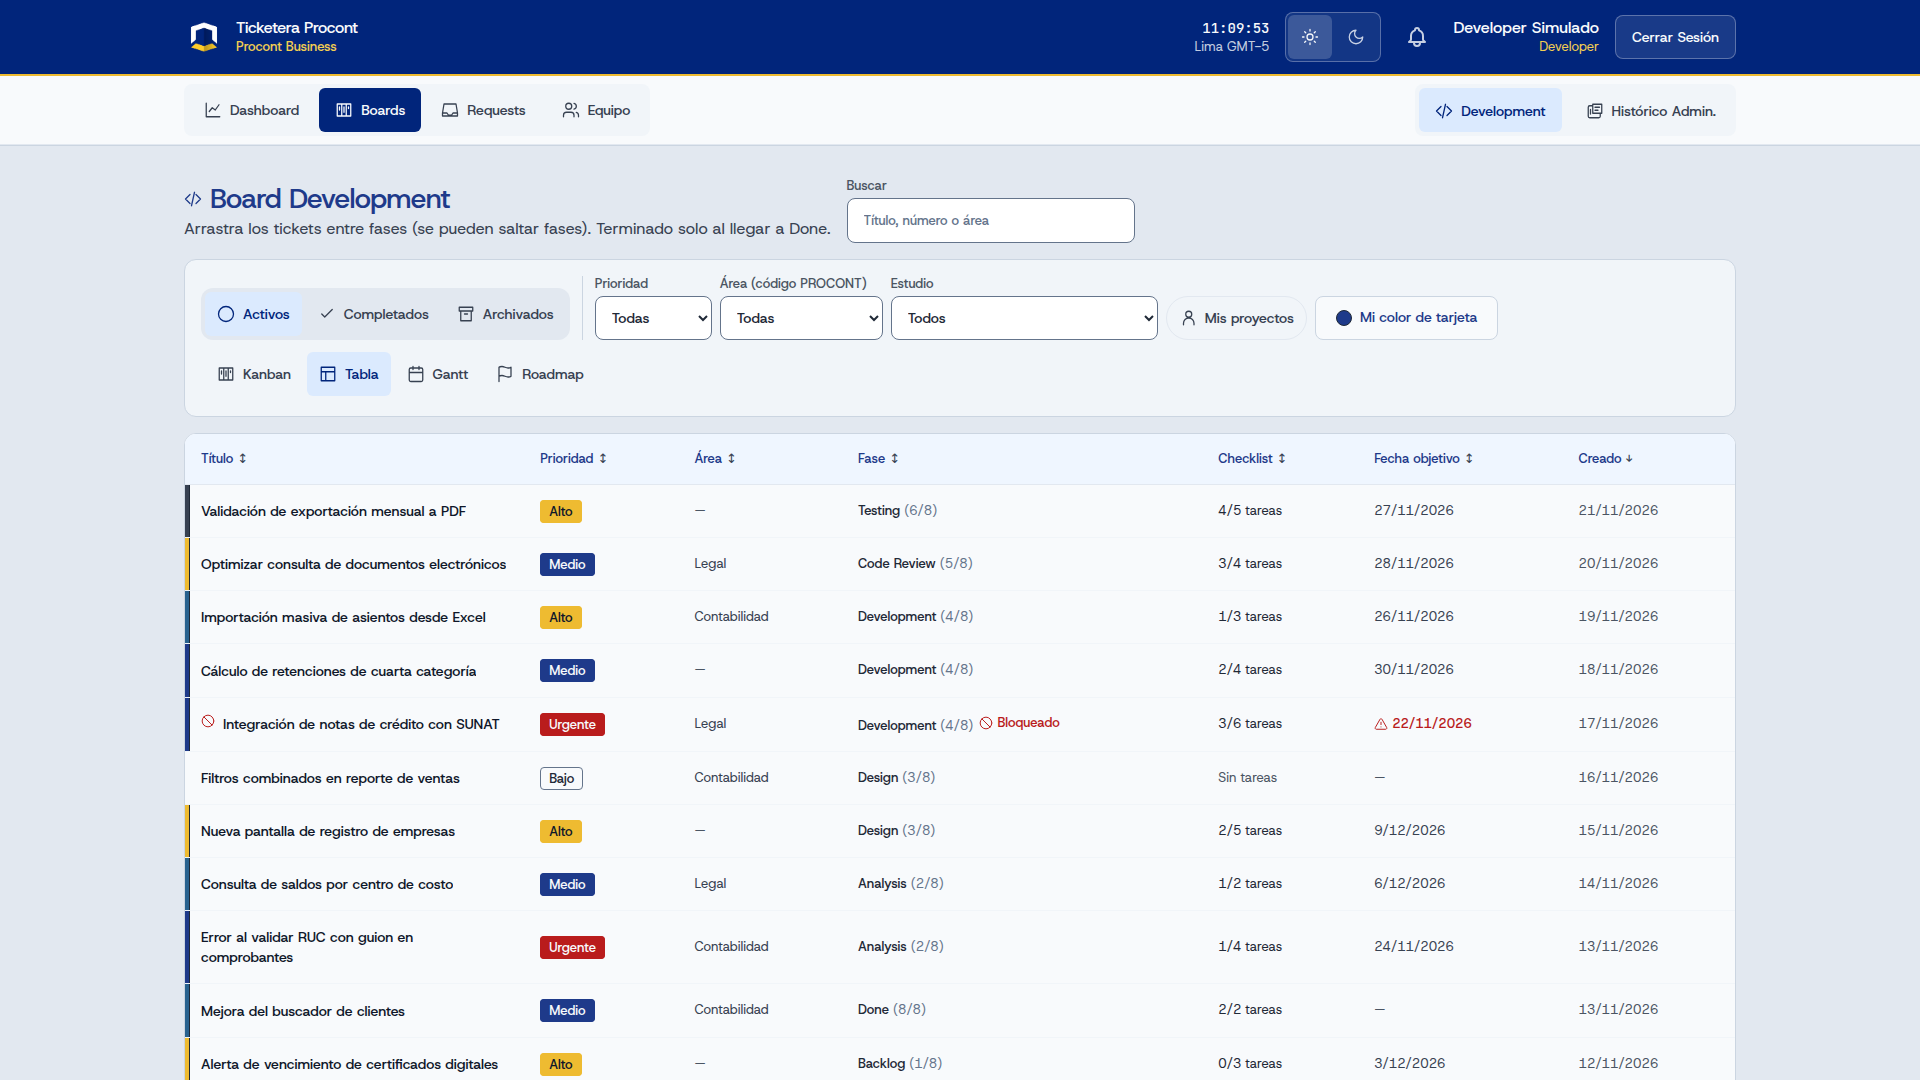 Ticketera Procont
Procont Business
11:09:53
Lima GMT-5
Developer Simulado
Developer
Cerrar Sesión
Dashboard
Boards
Requests
Equipo
Development
Histórico Admin.
Board Development
Arrastra los tickets entre fases (se pueden saltar fases). Terminado solo al llegar a Done.
Buscar
Título, número o área
Activos
Completados
Archivados
Prioridad
Todas
Área (código PROCONT)
Todas
Estudio
Todos
Mis proyectos
Mi color de tarjeta
Kanban
Tabla
Gantt
Roadmap
Título ↕ Prioridad ↕ Área ↕ Fase ↕ Checklist ↕ Fecha objetivo ↕ Creado ↓
Validación de exportación mensual a PDF Alto — Testing (6/8) 4/5 tareas 27/11/2026 21/11/2026
Optimizar consulta de documentos electrónicos Medio Legal Code Review (5/8) 3/4 tareas 28/11/2026 20/11/2026
Importación masiva de asientos desde Excel Alto Contabilidad Development (4/8) 1/3 tareas 26/11/2026 19/11/2026
Cálculo de retenciones de cuarta categoría Medio — Development (4/8) 2/4 tareas 30/11/2026 18/11/2026
Integración de notas de crédito con SUNAT Urgente Legal Development (4/8) Bloqueado 3/6 tareas 22/11/2026 17/11/2026
Filtros combinados en reporte de ventas Bajo Contabilidad Design (3/8) Sin tareas — 16/11/2026
Nueva pantalla de registro de empresas Alto — Design (3/8) 2/5 tareas 9/12/2026 15/11/2026
Consulta de saldos por centro de costo Medio Legal Analysis (2/8) 1/2 tareas 6/12/2026 14/11/2026
Error al validar RUC con guion en
comprobantes Urgente Contabilidad Analysis (2/8) 1/4 tareas 24/11/2026 13/11/2026
Mejora del buscador de clientes Medio Contabilidad Done (8/8) 2/2 tareas — 13/11/2026
Alerta de vencimiento de certificados digitales Alto — Backlog (1/8) 0/3 tareas 3/12/2026 12/11/2026